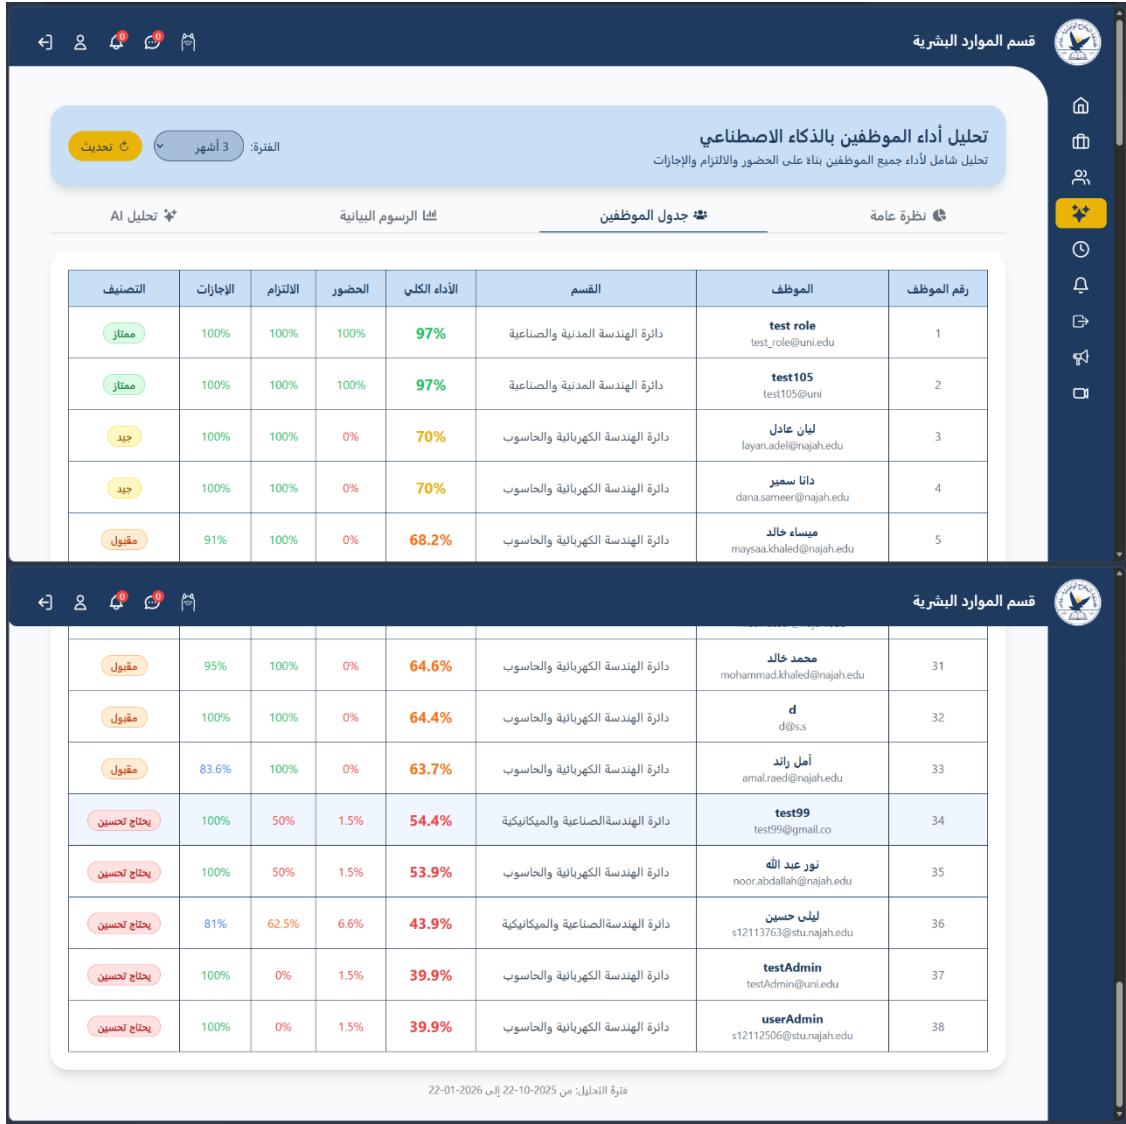 قسم الموارد البشرية
0
0
تحليل أداء الموظفين بالذكاء الاصطناعي
تحليل شامل لأداء جميع الموظفين بناءً على الحضور والالتزام والإجازات
الفترة: 3 أشهر تحديث
نظرة عامة جدول الموظفين الرسوم البيانية تحليل AI
رقم الموظف الموظف القسم الأداء الكلي الحضور الالتزام الإجازات التصنيف
1 test role دائرة الهندسة المدنية والصناعية 97% 100% 100% 100% ممتاز
test_role@uni.edu
2 test105 دائرة الهندسة المدنية والصناعية 97% 100% 100% 100% ممتاز
test105@uni
3 ليان عادل دائرة الهندسة الكهربائية والحاسوب 70% 0% 100% 100% جيد
layan.adel@najah.edu
4 دانا سمير دائرة الهندسة الكهربائية والحاسوب 70% 0% 100% 100% جيد
dana.sameer@najah.edu
5 ميساء خالد دائرة الهندسة الكهربائية والحاسوب 68.2% 0% 100% 91% مقبول
maysaa.khaled@najah.edu
قسم الموارد البشرية
0
0
31 محمد خالد دائرة الهندسة الكهربائية والحاسوب 64.6% 0% 100% 95% مقبول
mohammad.khaled@najah.edu
32 d دائرة الهندسة الكهربائية والحاسوب 64.4% 0% 100% 100% مقبول
d@s.s
33 أمل رائد دائرة الهندسة الكهربائية والحاسوب 63.7% 0% 100% 83.6% مقبول
amal.raed@najah.edu
34 test99 دائرة الهندسةالصناعية والميكانيكية 54.4% 1.5% 50% 100% يحتاج تحسين
test99@gmail.co
35 نور عبد الله دائرة الهندسة الكهربائية والحاسوب 53.9% 1.5% 50% 100% يحتاج تحسين
noor.abdallah@najah.edu
36 ليلى حسين دائرة الهندسةالصناعية والميكانيكية 43.9% 6.6% 62.5% 81% يحتاج تحسين
s12113763@stu.najah.edu
37 testAdmin دائرة الهندسة الكهربائية والحاسوب 39.9% 1.5% 0% 100% يحتاج تحسين
testAdmin@uni.edu
38 userAdmin دائرة الهندسة الكهربائية والحاسوب 39.9% 1.5% 0% 100% يحتاج تحسين
s12112506@stu.najah.edu
فترة التحليل: من 2025-10-22 إلى 2026-01-22